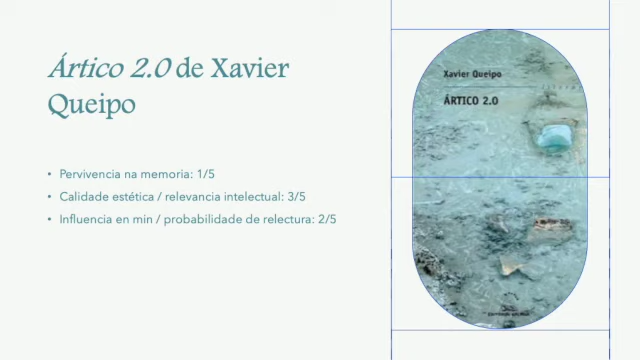 Ártico 2.0 de Xavier
Queipo
• Pervivencia na memoria: 1/5
• Calidade estética / relevancia intelectual: 3/5
• Influencia en min / probabilidade de relectura: 2/5
Xavier Queipo
ÁRTICO 2.0